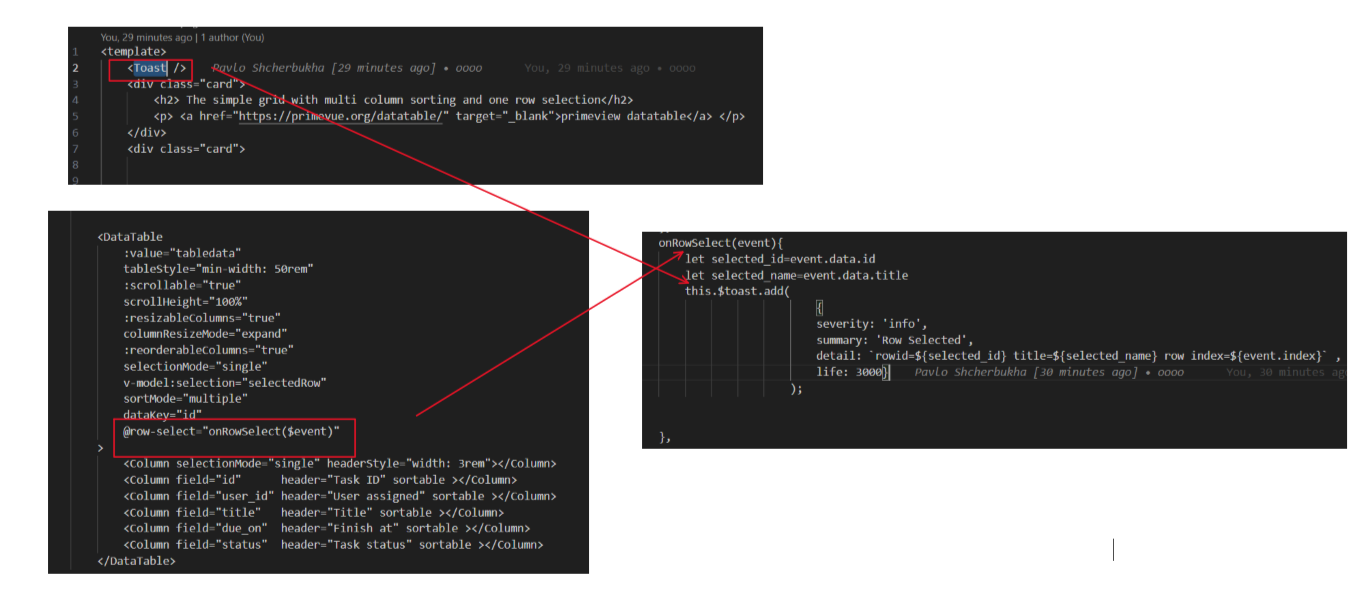 You, 29 minutes ago | 1 author (You)
1 <template>
2 <Toast /> Pavlo Shcherbukha [29 minutes ago] • oooo You, 29 minutes ago • oooo
3 <div class="card">
4 <h2> The simple grid with multi column sorting and one row selection</h2>
5 <p> <a href="https://primevue.org/datatable/" target="_blank">primeview datatable</a> </p>
6 </div>
7 <div class="card">
8
9
<DataTable
:value="tabledata"
tableStyle="min-width: 50rem"
:scrollable="true"
scrollHeight="100%"
:resizableColumns="true"
columnResizeMode="expand"
:reorderableColumns="true"
selectionMode="single"
v-model:selection="selectedRow"
sortMode="multiple"
dataKey="id"
@row-select="onRowSelect($event)"
>
<Column selectionMode="single" headerStyle="width: 3rem"></Column>
<Column field="id" header="Task ID" sortable ></Column>
<Column field="user_id" header="User assigned" sortable ></Column>
<Column field="title" header="Title" sortable ></Column>
<Column field="due_on" header="Finish at" sortable ></Column>
<Column field="status" header="Task status" sortable ></Column>
</DataTable>
onRowSelect(event){
let selected_id=event.data.id
let selected_name=event.data.title
this.$toast.add(
{
severity: 'info',
summary: 'Row Selected',
detail: `rowid=${selected_id} title=${selected_name} row index=${event.index}` ,
life: 3000} Pavlo Shcherbukha [30 minutes ago] • oooo You, 30 minutes
);
},